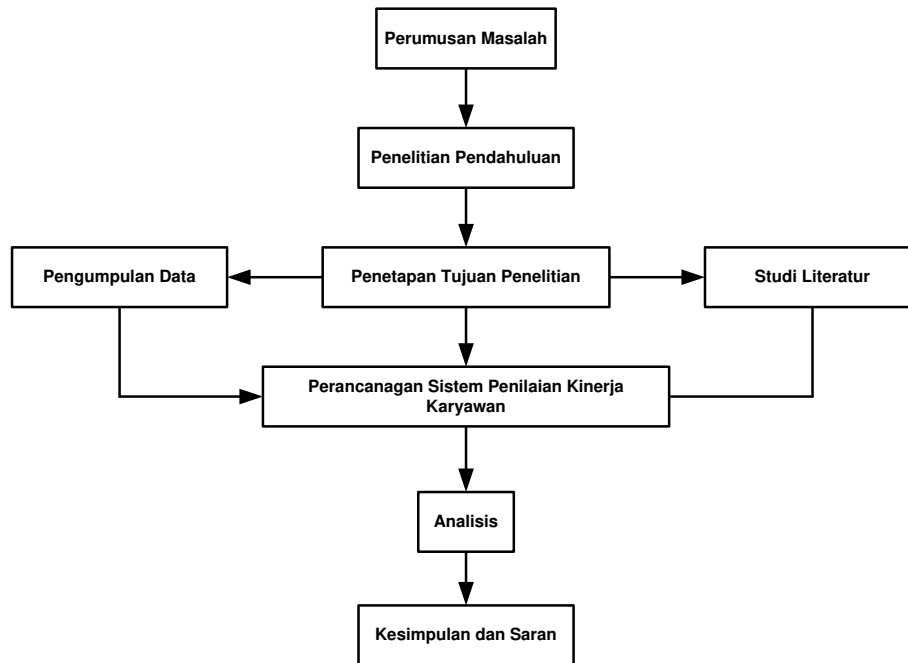 Perumusan Masalah
Penelitian Pendahuluan
Pengumpulan Data
Penetapan Tujuan Penelitian
Studi Literatur
Perancanagan Sistem Penilaian Kinerja
Karyawan
Analisis
Kesimpulan dan Saran